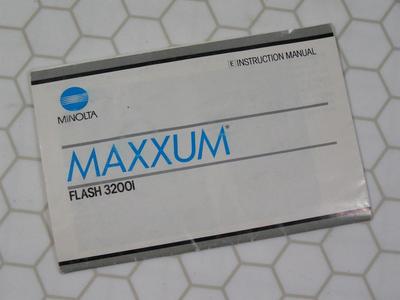 E INSTRUCTION MANUAL
MINOLTA
MAXXUM®
FLASH 3200i